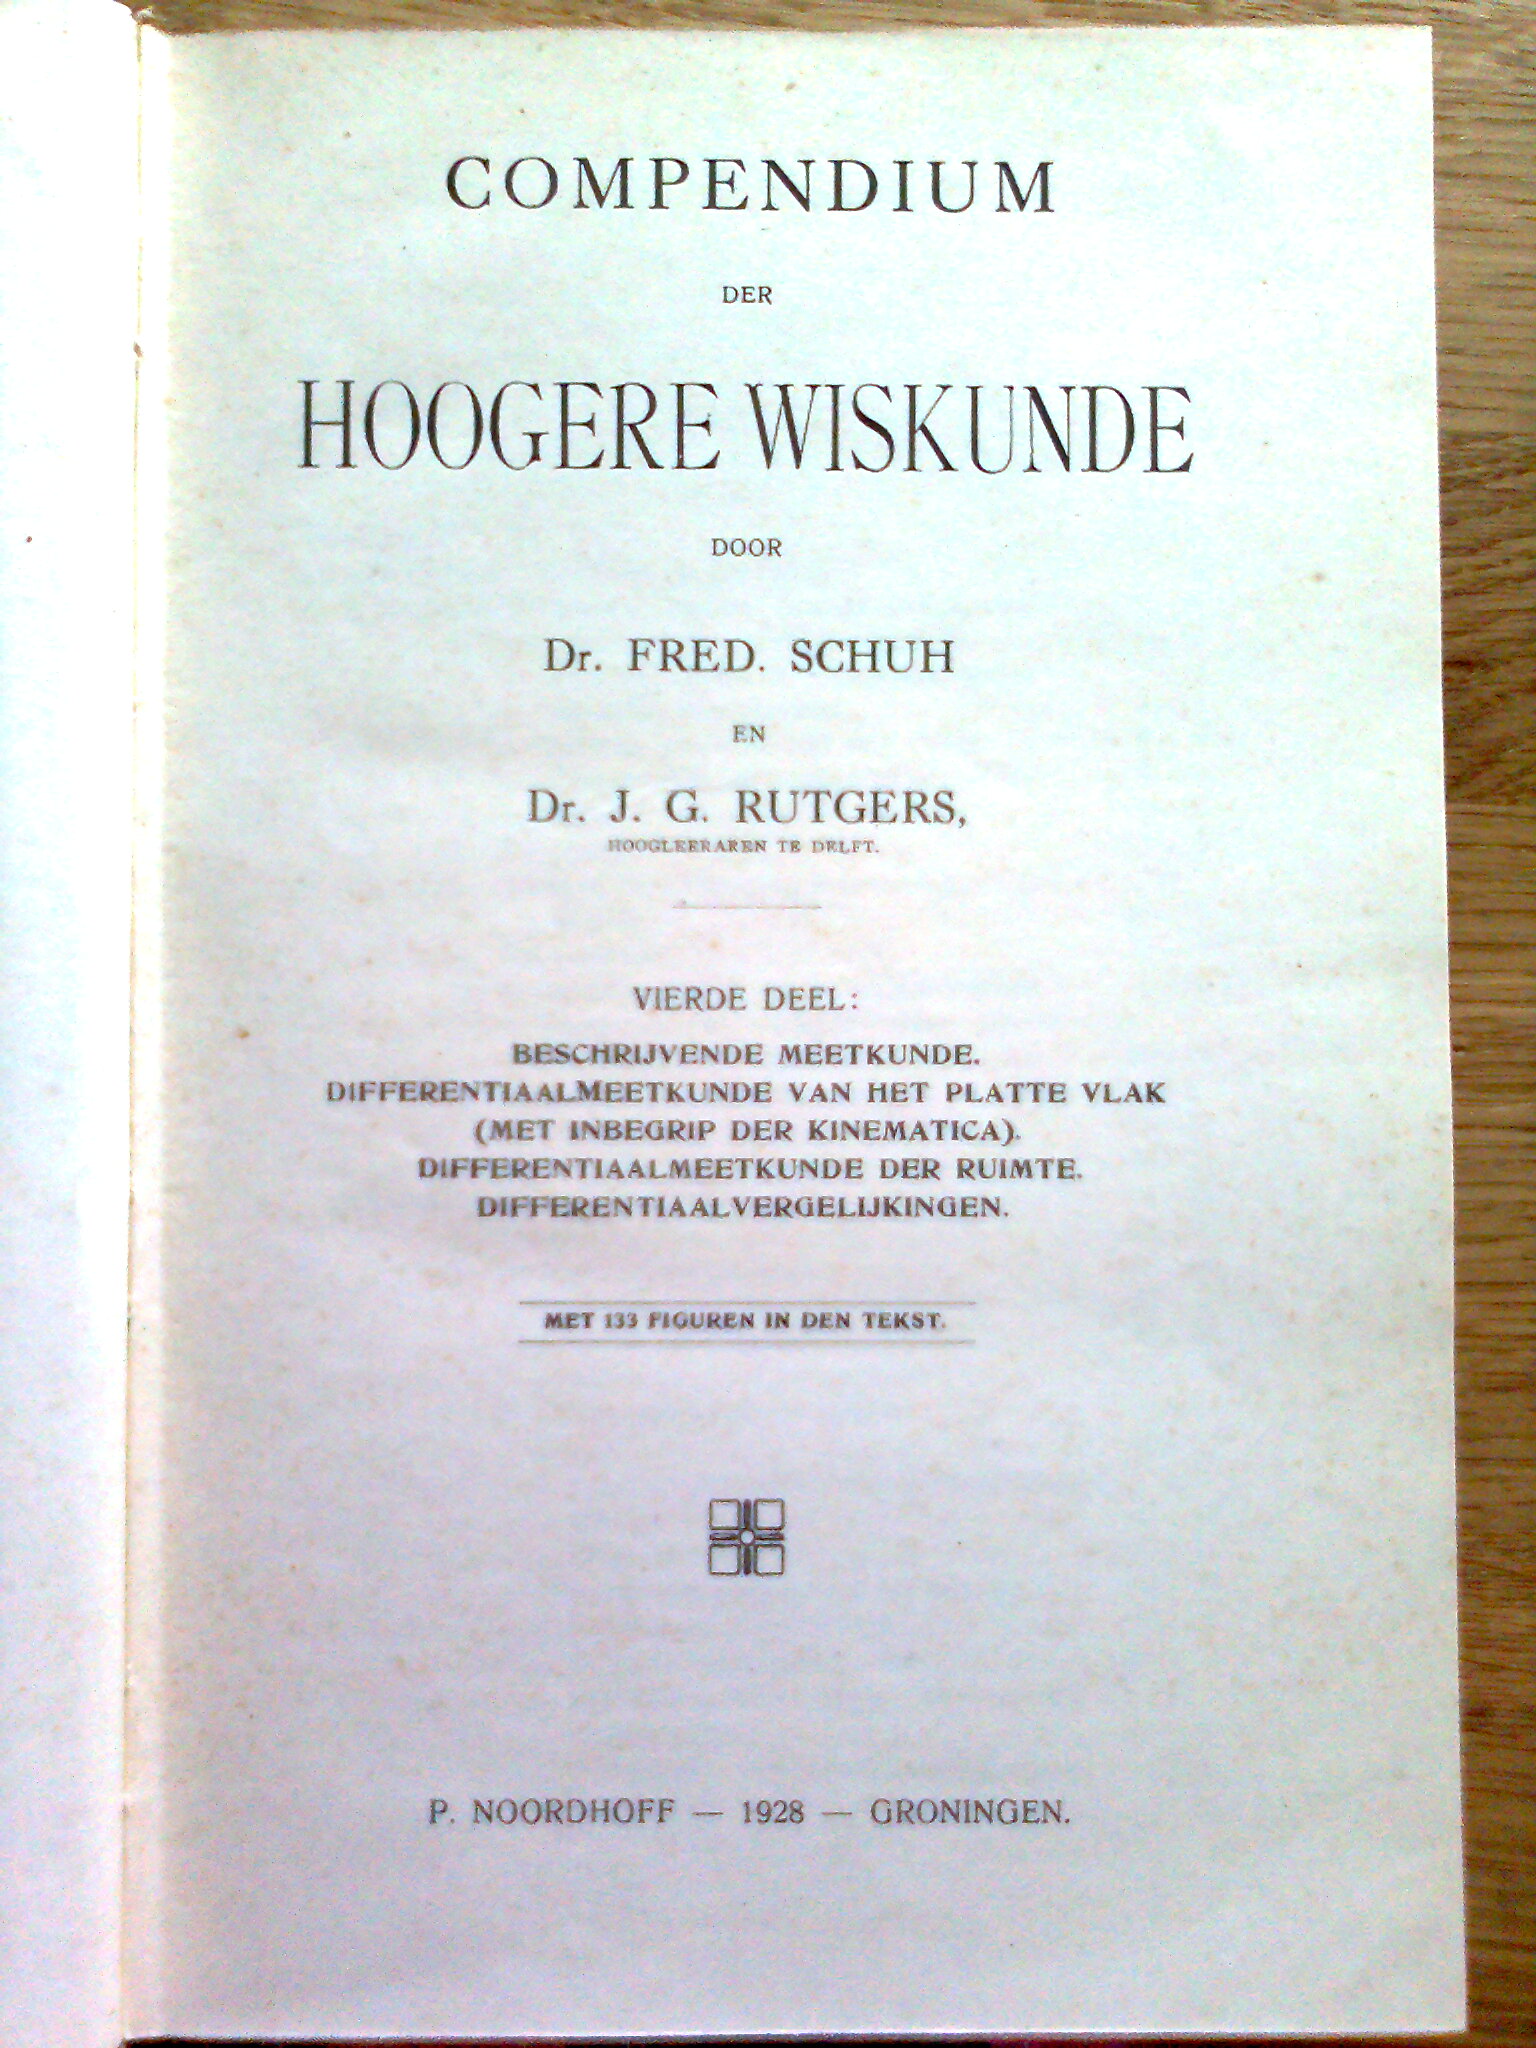 COMPENDIUM
DER
HOOGERE WISKUNDE
DOOR
Dr. FRED. SCHUH
EN
Dr. J. G. RUTGERS,
HOOGLEERAREN TE DELFT.
VIERDE DEEL:
BESCHRIJVENDE MEETKUNDE.
DIFFERENTIAALMEETKUNDE VAN HET PLATTE VLAK
(MET INBEGRIP DER KINEMATICA).
DIFFERENTIAALMEETKUNDE DER RUIMTE.
DIFFERENTIAALVERGELIJKINGEN.
MET 133 FIGUREN IN DEN TEKST.
P. NOORDHOFF — 1928 — GRONINGEN.